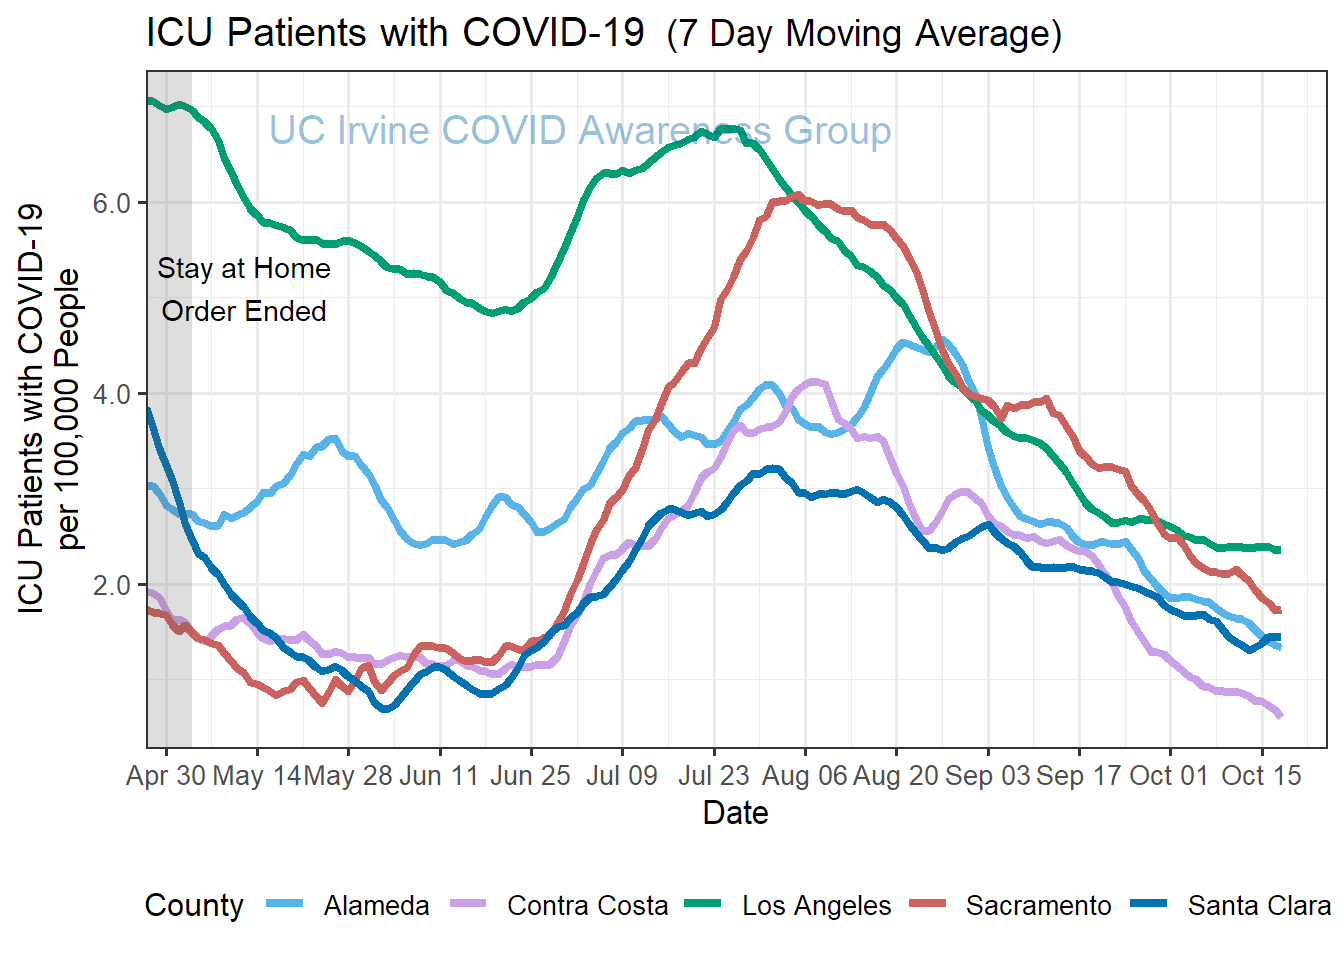 ICU Patients with COVID-19 (7 Day Moving Average)
UC Irvine COVID Awareness Group
6.0
4.0
2.0
ICU Patients with COVID-19
per 100,000 People
Stay at Home
Order Ended
Apr 30 May 14 May 28 Jun 11 Jun 25 Jul 09 Jul 23 Aug 06 Aug 20 Sep 03 Sep 17 Oct 01 Oct 15
Date
County Alameda Contra Costa Los Angeles Sacramento Santa Clara